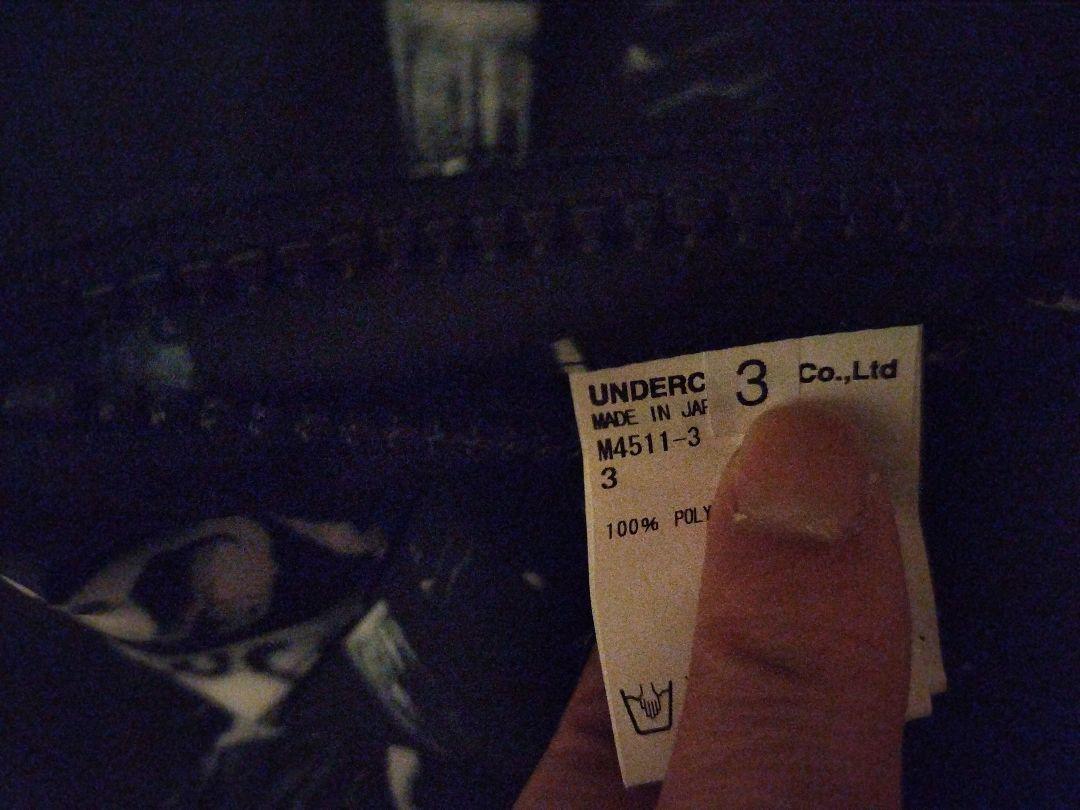 UNDERC 3 Co.,Ltd
MADE IN JAP
M4511-3
3
100% POLY